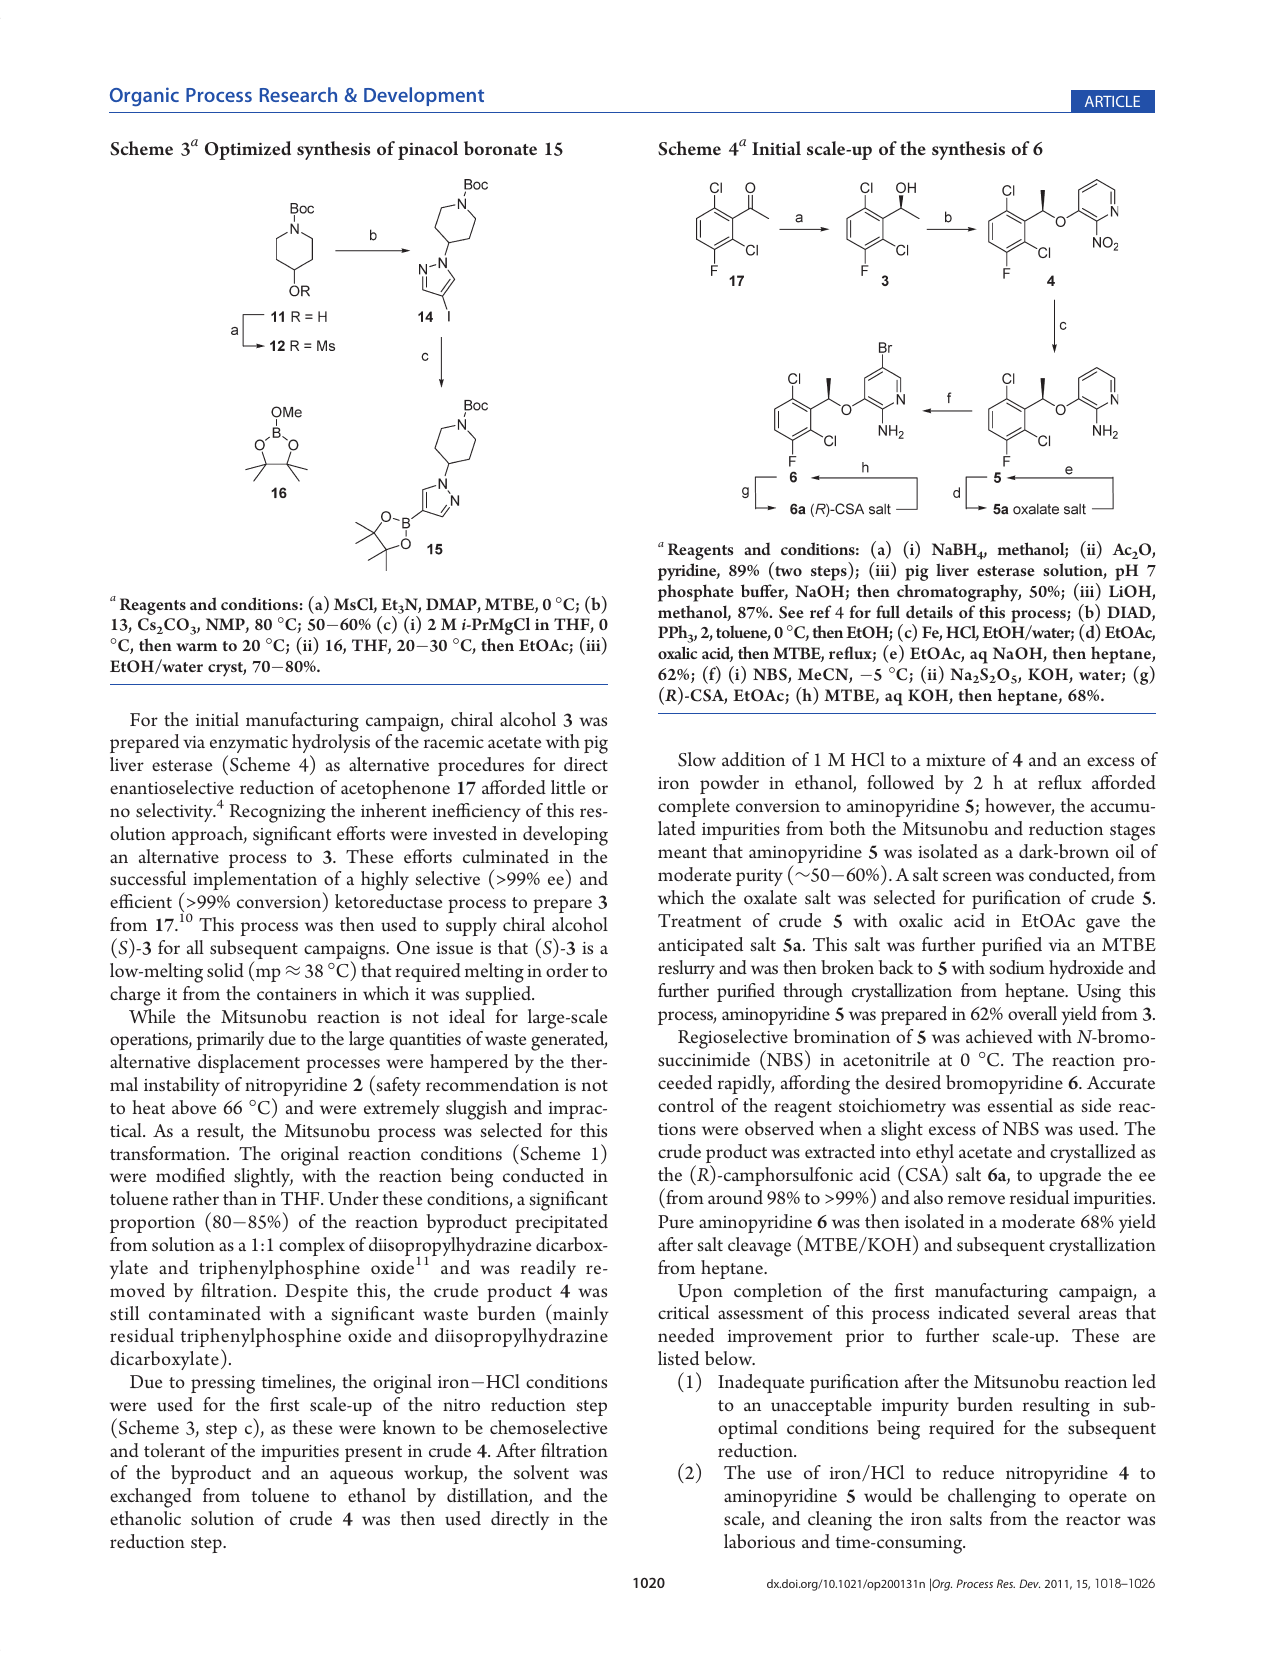 Organic Process Research & Development
ARTICLE
Scheme 3a Optimized synthesis of pinacol boronate 15
Boc
N
OR
11 R = H
a
12 R = Ms
b
Boc
N
N
N
14
I
c
OMe
B
O
O
16
Boc
N
N
N
O
B
O
15
a Reagents and conditions: (a) MsCl, Et3N, DMAP, MTBE, 0 °C; (b)
13, Cs2CO3, NMP, 80 °C; 50−60% (c) (i) 2 M i-PrMgCl in THF, 0
°C, then warm to 20 °C; (ii) 16, THF, 20−30 °C, then EtOAc; (iii)
EtOH/water cryst, 70−80%.
For the initial manufacturing campaign, chiral alcohol 3 was
prepared via enzymatic hydrolysis of the racemic acetate with pig
liver esterase (Scheme 4) as alternative procedures for direct
enantioselective reduction of acetophenone 17 afforded little or
no selectivity.4 Recognizing the inherent inefficiency of this res-
olution approach, significant efforts were invested in developing
an alternative process to 3. These efforts culminated in the
successful implementation of a highly selective (>99% ee) and
efficient (>99% conversion) ketoreductase process to prepare 3
from 17.10 This process was then used to supply chiral alcohol
(S)-3 for all subsequent campaigns. One issue is that (S)-3 is a
low-melting solid (mp ≈ 38 °C) that required melting in order to
charge it from the containers in which it was supplied.
While the Mitsunobu reaction is not ideal for large-scale
operations, primarily due to the large quantities of waste generated,
alternative displacement processes were hampered by the ther-
mal instability of nitropyridine 2 (safety recommendation is not
to heat above 66 °C) and were extremely sluggish and imprac-
tical. As a result, the Mitsunobu process was selected for this
transformation. The original reaction conditions (Scheme 1)
were modified slightly, with the reaction being conducted in
toluene rather than in THF. Under these conditions, a significant
proportion (80−85%) of the reaction byproduct precipitated
from solution as a 1:1 complex of diisopropylhydrazine dicarbox-
ylate and triphenylphosphine oxide11 and was readily re-
moved by filtration. Despite this, the crude product 4 was
still contaminated with a significant waste burden (mainly
residual triphenylphosphine oxide and diisopropylhydrazine
dicarboxylate).
Due to pressing timelines, the original iron−HCl conditions
were used for the first scale-up of the nitro reduction step
(Scheme 3, step c), as these were known to be chemoselective
and tolerant of the impurities present in crude 4. After filtration
of the byproduct and an aqueous workup, the solvent was
exchanged from toluene to ethanol by distillation, and the
ethanolic solution of crude 4 was then used directly in the
reduction step.
Scheme 4a Initial scale-up of the synthesis of 6
Cl
O
Cl
F
17
a
Cl
OH
Cl
F
3
b
Cl
O
N
NO2
Cl
F
4
c
Br
Cl
O
N
NH2
Cl
F
6
f
Cl
O
N
NH2
Cl
F
5
h
g
6a (R)-CSA salt
e
d
5a oxalate salt
a Reagents and conditions: (a) (i) NaBH4, methanol; (ii) Ac2O,
pyridine, 89% (two steps); (iii) pig liver esterase solution, pH 7
phosphate buffer, NaOH; then chromatography, 50%; (iii) LiOH,
methanol, 87%. See ref 4 for full details of this process; (b) DIAD,
PPh3, 2, toluene, 0 °C, then EtOH; (c) Fe, HCl, EtOH/water; (d) EtOAc,
oxalic acid, then MTBE, reflux; (e) EtOAc, aq NaOH, then heptane,
62%; (f) (i) NBS, MeCN, −5 °C; (ii) Na2S2O5, KOH, water; (g)
(R)-CSA, EtOAc; (h) MTBE, aq KOH, then heptane, 68%.
Slow addition of 1 M HCl to a mixture of 4 and an excess of
iron powder in ethanol, followed by 2 h at reflux afforded
complete conversion to aminopyridine 5; however, the accumu-
lated impurities from both the Mitsunobu and reduction stages
meant that aminopyridine 5 was isolated as a dark-brown oil of
moderate purity (∼50−60%). A salt screen was conducted, from
which the oxalate salt was selected for purification of crude 5.
Treatment of crude 5 with oxalic acid in EtOAc gave the
anticipated salt 5a. This salt was further purified via an MTBE
reslurry and was then broken back to 5 with sodium hydroxide and
further purified through crystallization from heptane. Using this
process, aminopyridine 5 was prepared in 62% overall yield from 3.
Regioselective bromination of 5 was achieved with N-bromo-
succinimide (NBS) in acetonitrile at 0 °C. The reaction pro-
ceeded rapidly, affording the desired bromopyridine 6. Accurate
control of the reagent stoichiometry was essential as side reac-
tions were observed when a slight excess of NBS was used. The
crude product was extracted into ethyl acetate and crystallized as
the (R)-camphorsulfonic acid (CSA) salt 6a, to upgrade the ee
(from around 98% to >99%) and also remove residual impurities.
Pure aminopyridine 6 was then isolated in a moderate 68% yield
after salt cleavage (MTBE/KOH) and subsequent crystallization
from heptane.
Upon completion of the first manufacturing campaign, a
critical assessment of this process indicated several areas that
needed improvement prior to further scale-up. These are
listed below.
(1) Inadequate purification after the Mitsunobu reaction led
to an unacceptable impurity burden resulting in sub-
optimal conditions being required for the subsequent
reduction.
(2) The use of iron/HCl to reduce nitropyridine 4 to
aminopyridine 5 would be challenging to operate on
scale, and cleaning the iron salts from the reactor was
laborious and time-consuming.
1020
dx.doi.org/10.1021/op200131n |Org. Process Res. Dev. 2011, 15, 1018–1026